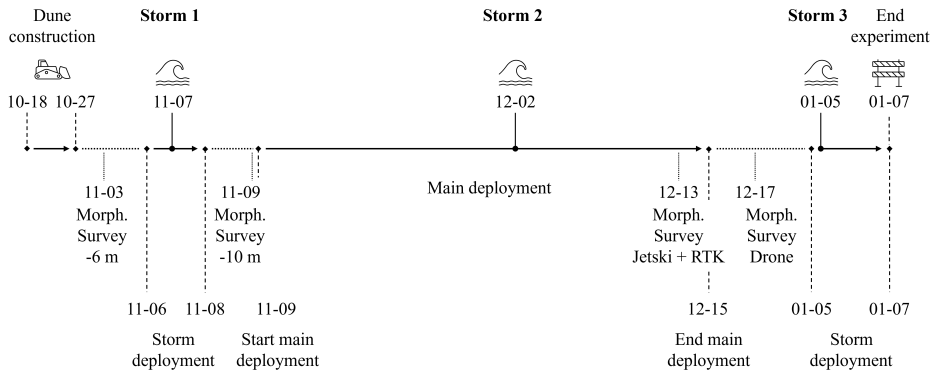 Dune
construction
Storm 1
Storm 2
Storm 3
End
experiment
10-18
10-27
11-07
12-02
01-05
01-07
11-03
Morph.
Survey
-6 m
11-09
Morph.
Survey
-10 m
Main deployment
12-13
Morph.
Survey
Jetski + RTK
12-17
Morph.
Survey
Drone
11-06
11-08
Storm
deployment
11-09
Start main
deployment
12-15
End main
deployment
01-05
01-07
Storm
deployment